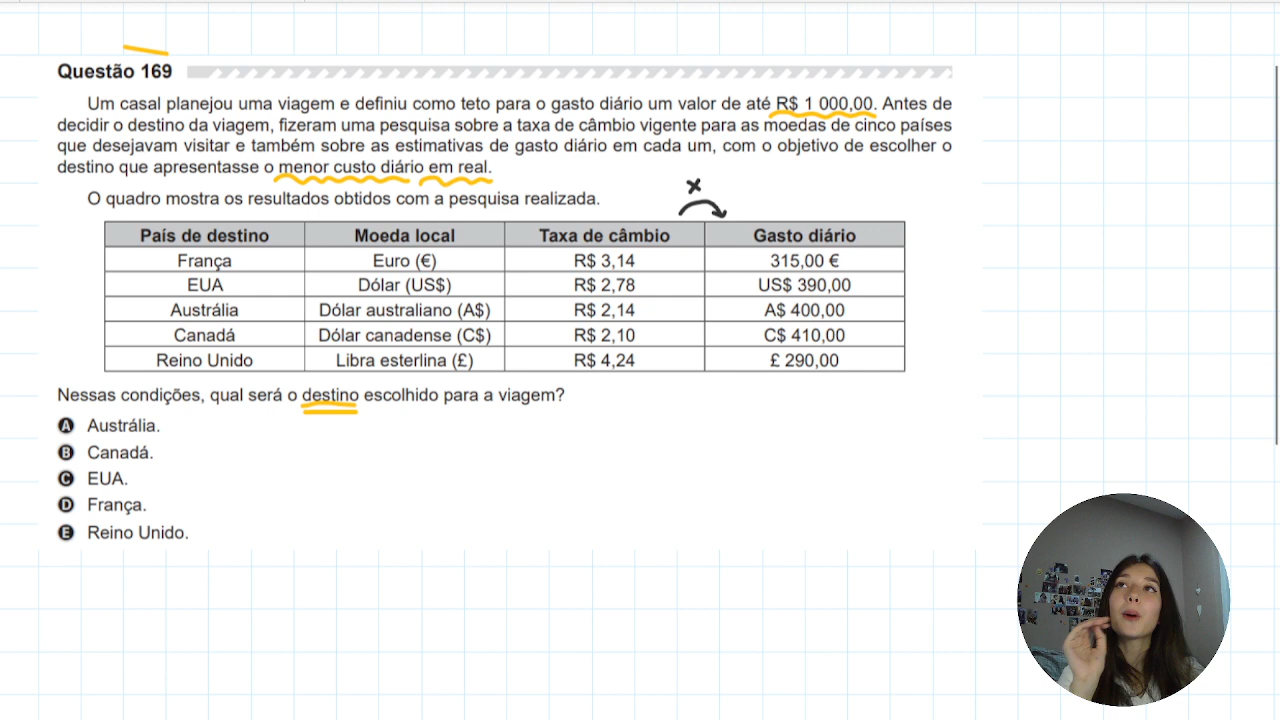 Questão 169
Um casal planejou uma viagem e definiu como teto para o gasto diário um valor de até R$ 1 000,00. Antes de
decidir o destino da viagem, fizeram uma pesquisa sobre a taxa de câmbio vigente para as moedas de cinco países
que desejavam visitar e também sobre as estimativas de gasto diário em cada um, com o objetivo de escolher o
destino que apresentasse o menor custo diário em real.
O quadro mostra os resultados obtidos com a pesquisa realizada.
x
País de destino Moeda local Taxa de câmbio Gasto diário
França Euro (€) R$ 3,14 315,00 €
EUA Dólar (US$) R$ 2,78 US$ 390,00
Austrália Dólar australiano (A$) R$ 2,14 A$ 400,00
Canadá Dólar canadense (C$) R$ 2,10 C$ 410,00
Reino Unido Libra esterlina (£) R$ 4,24 £ 290,00
Nessas condições, qual será o destino escolhido para a viagem?
A Austrália.
B Canadá.
C EUA.
D França.
E Reino Unido.